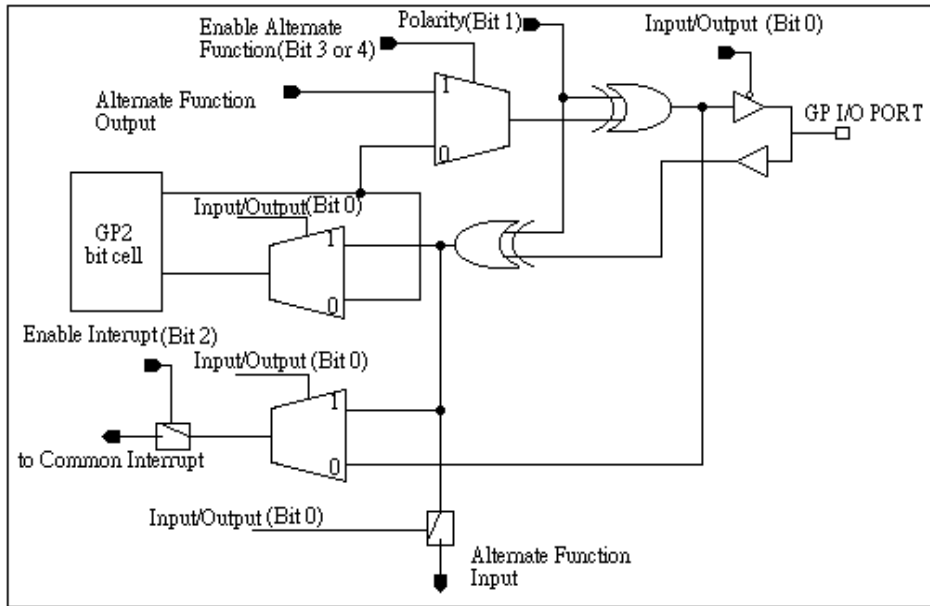 Polarity(Bit 1)
Input/Output (Bit 0)
Enable Alternate
Function(Bit 3 or 4)
1
Alternate Function
Output
GP I/O PORT
0
Input/Output(Bit 0)
GP2
bit cell
1
0
Enable Interupt(Bit 2)
Input/Output(Bit 0)
1
to Common Interrupt
0
Input/Output(Bit 0)
Alternate Function
Input